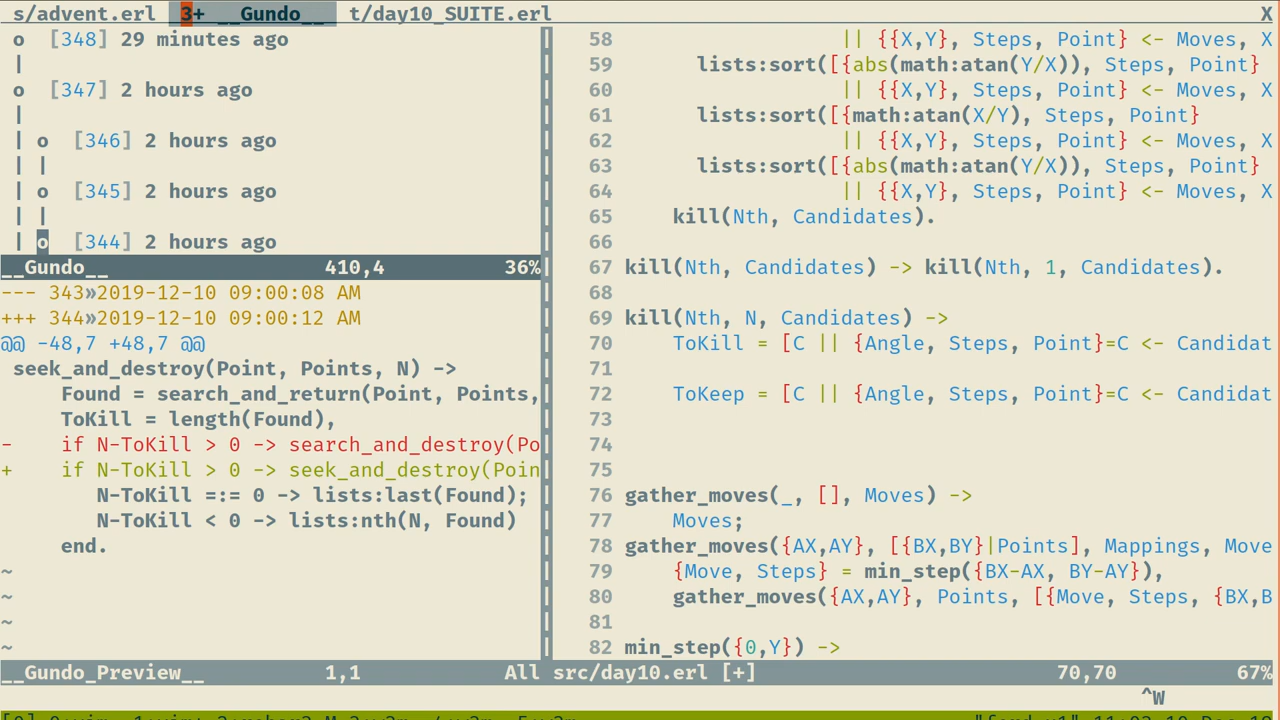 s/advent.erl 3+ __Gundo__ t/day10_SUITE.erl X
o [348] 29 minutes ago
|
o [347] 2 hours ago
|
| o [346] 2 hours ago
| |
| o [345] 2 hours ago
| |
| o [344] 2 hours ago
__Gundo__ 410,4 36%
--- 343»2019-12-10 09:00:08 AM
+++ 344»2019-12-10 09:00:12 AM
@@ -48,7 +48,7 @@
seek_and_destroy(Point, Points, N) ->
Found = search_and_return(Point, Points,
ToKill = length(Found),
- if N-ToKill > 0 -> search_and_destroy(Po
+ if N-ToKill > 0 -> seek_and_destroy(Poin
N-ToKill =:= 0 -> lists:last(Found);
N-ToKill < 0 -> lists:nth(N, Found)
end.
~
~
~
~
__Gundo_Preview__ 1,1 All
58 || {{X,Y}, Steps, Point} <- Moves, X
59 lists:sort([{abs(math:atan(Y/X)), Steps, Point}
60 || {{X,Y}, Steps, Point} <- Moves, X
61 lists:sort([{math:atan(X/Y), Steps, Point}
62 || {{X,Y}, Steps, Point} <- Moves, X
63 lists:sort([{abs(math:atan(Y/X)), Steps, Point}
64 || {{X,Y}, Steps, Point} <- Moves, X
65 kill(Nth, Candidates).
66
67 kill(Nth, Candidates) -> kill(Nth, 1, Candidates).
68
69 kill(Nth, N, Candidates) ->
70 ToKill = [C || {Angle, Steps, Point}=C <- Candidat
71
72 ToKeep = [C || {Angle, Steps, Point}=C <- Candidat
73
74
75
76 gather_moves(_, [], Moves) ->
77 Moves;
78 gather_moves({AX,AY}, [{BX,BY}|Points], Mappings, Move
79 {Move, Steps} = min_step({BX-AX, BY-AY}),
80 gather_moves({AX,AY}, Points, [{Move, Steps, {BX,B
81
82 min_step({0,Y}) ->
src/day10.erl [+] 70,70 67%
^W